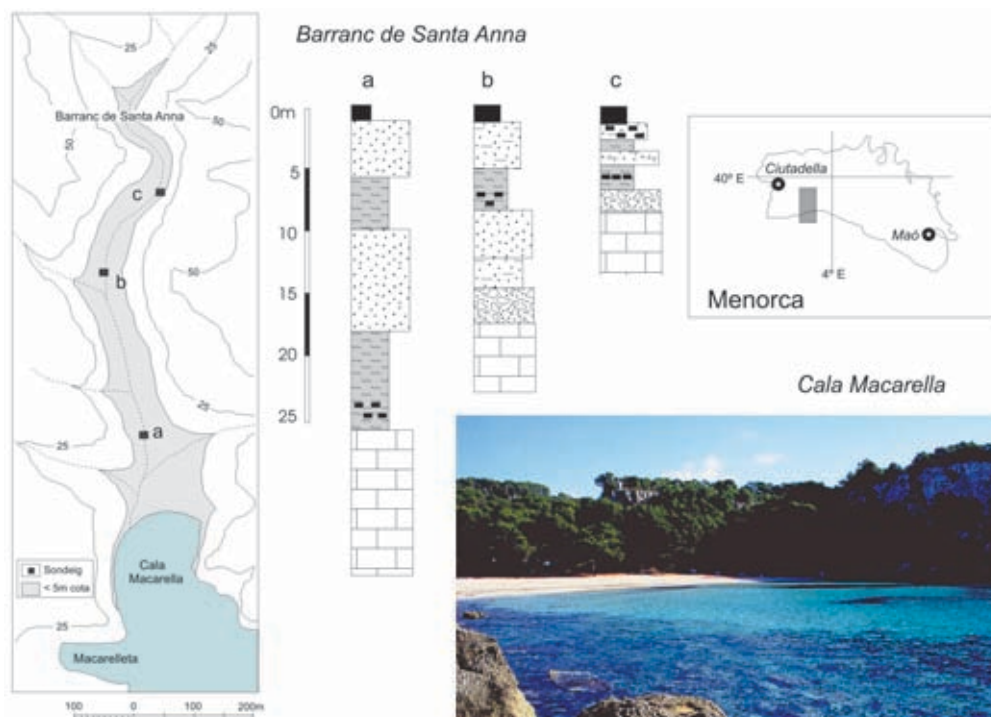 Barranc de Santa Anna
a
b
c
0m
5
10
15
20
25
25
25
Barranc de Santa Anna
50
50
c
25
50
b
25
a
25
Sondeig
< 5m cota
Cala
Macarella
25
Macarelleta
100
0
100
200m
40º E
Ciutadella
Maó
4º E
Menorca
Cala Macarella